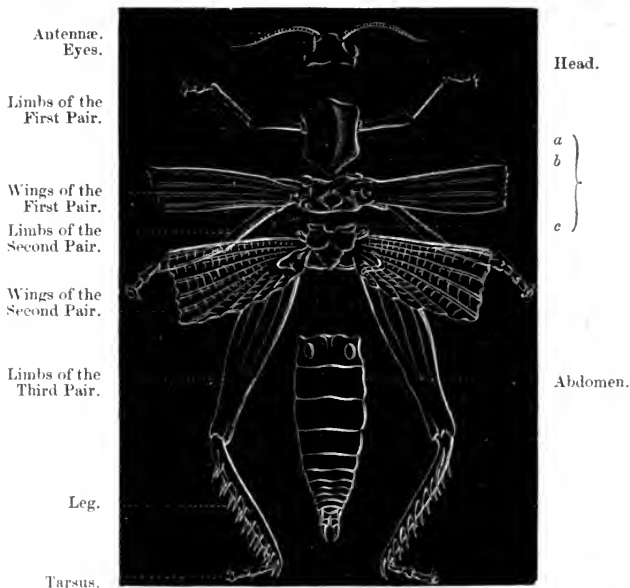 Antennæ.
Eyes.
Head.
Limbs of the
First Pair.
a
b
Wings of the
First Pair.
c
Limbs of the
Second Pair.
Wings of the
Second Pair.
Limbs of the
Third Pair.
Abdomen.
Leg.
Tarsus.